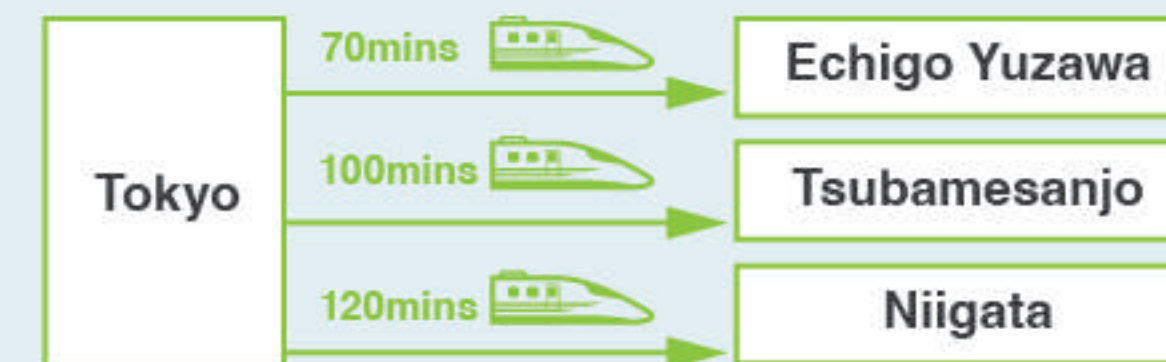 Tokyo
70mins
Echigo Yuzawa
100mins
Tsubamesanjo
120mins
Niigata